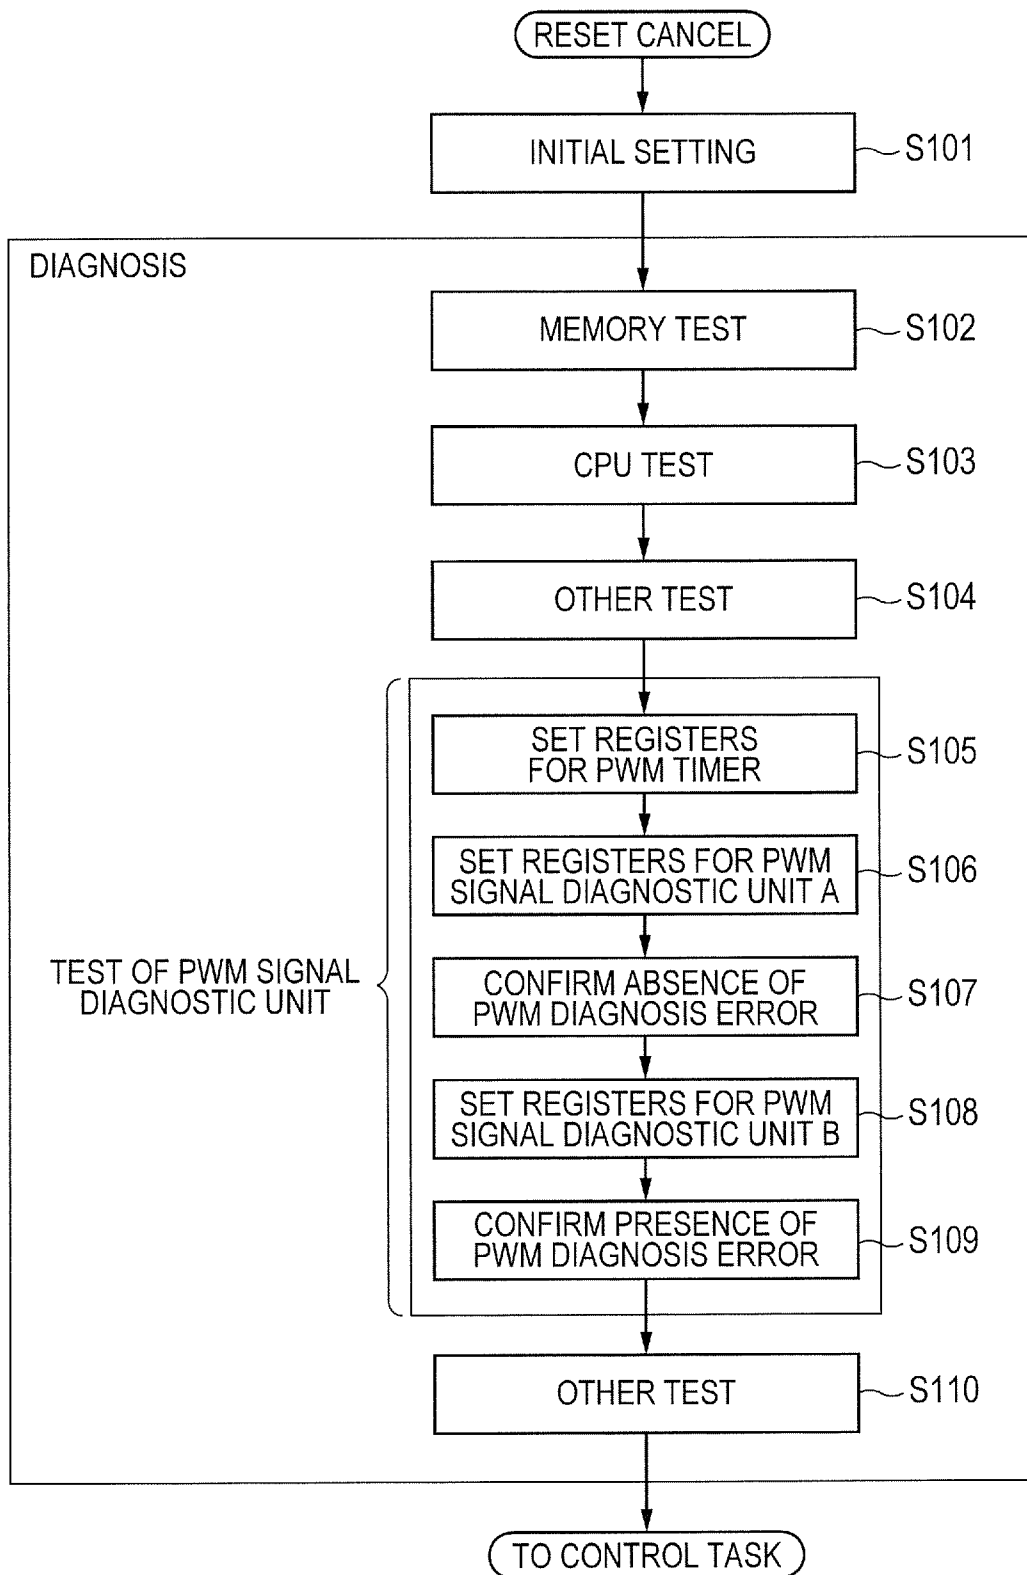 RESET CANCEL
INITIAL SETTING
S101
DIAGNOSIS
MEMORY TEST
S102
CPU TEST
S103
OTHER TEST
S104
SET REGISTERS
FOR PWM TIMER
S105
SET REGISTERS FOR PWM
SIGNAL DIAGNOSTIC UNIT A
S106
TEST OF PWM SIGNAL
DIAGNOSTIC UNIT
CONFIRM ABSENCE OF
PWM DIAGNOSIS ERROR
S107
SET REGISTERS FOR PWM
SIGNAL DIAGNOSTIC UNIT B
S108
CONFIRM PRESENCE OF
PWM DIAGNOSIS ERROR
S109
OTHER TEST
S110
TO CONTROL TASK